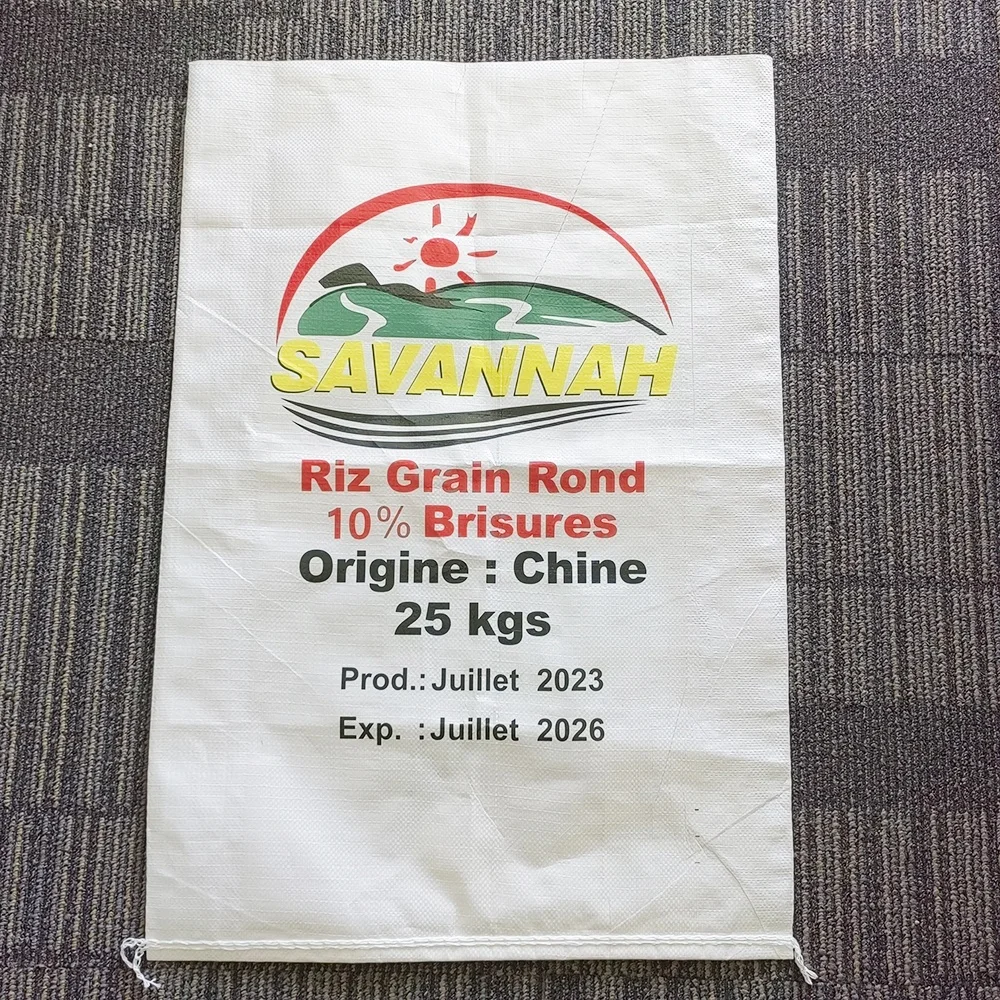 SAVANNAH
Riz Grain Rond
10% Brisures
Origine : Chine
25 kgs
Prod.: Juillet 2023
Exp. : Juillet 2026